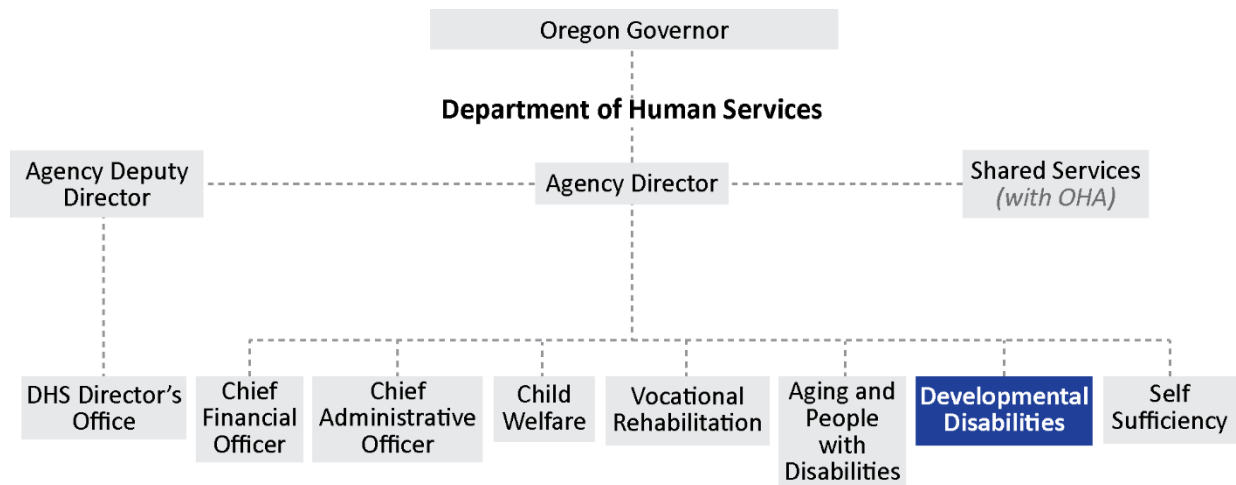 Oregon Governor
Department of Human Services
Agency Deputy
Director
Agency Director
Shared Services
(with OHA)
DHS Director’s
Office
Chief
Financial
Officer
Chief
Administrative
Officer
Child
Welfare
Vocational
Rehabilitation
Aging and
People
with
Disabilities
Developmental
Disabilities
Self
Sufficiency